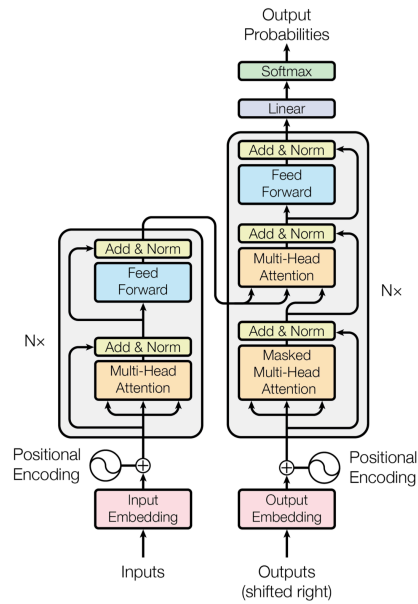 Output
Probabilities
Softmax
Linear
Add & Norm
Feed
Forward
Add & Norm
Multi-Head
Attention
Add & Norm
Masked
Multi-Head
Attention
Nx
Add & Norm
Feed
Forward
Nx
Add & Norm
Multi-Head
Attention
Positional
Encoding
Positional
Encoding
Input
Embedding
Output
Embedding
Inputs
Outputs
(shifted right)